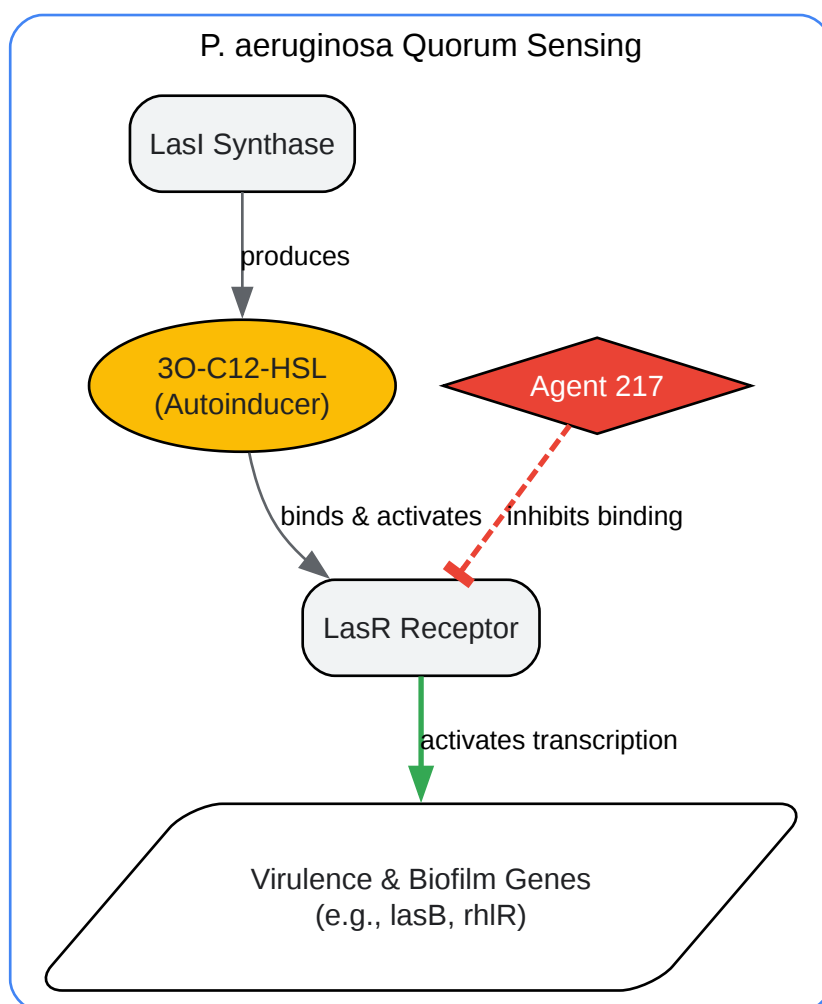 P. aeruginosa Quorum Sensing
LasI Synthase
produces
3O-C12-HSL
(Autoinducer)
Agent 217
binds & activates
inhibits binding
LasR Receptor
activates transcription
Virulence & Biofilm Genes
(e.g., lasB, rhlR)